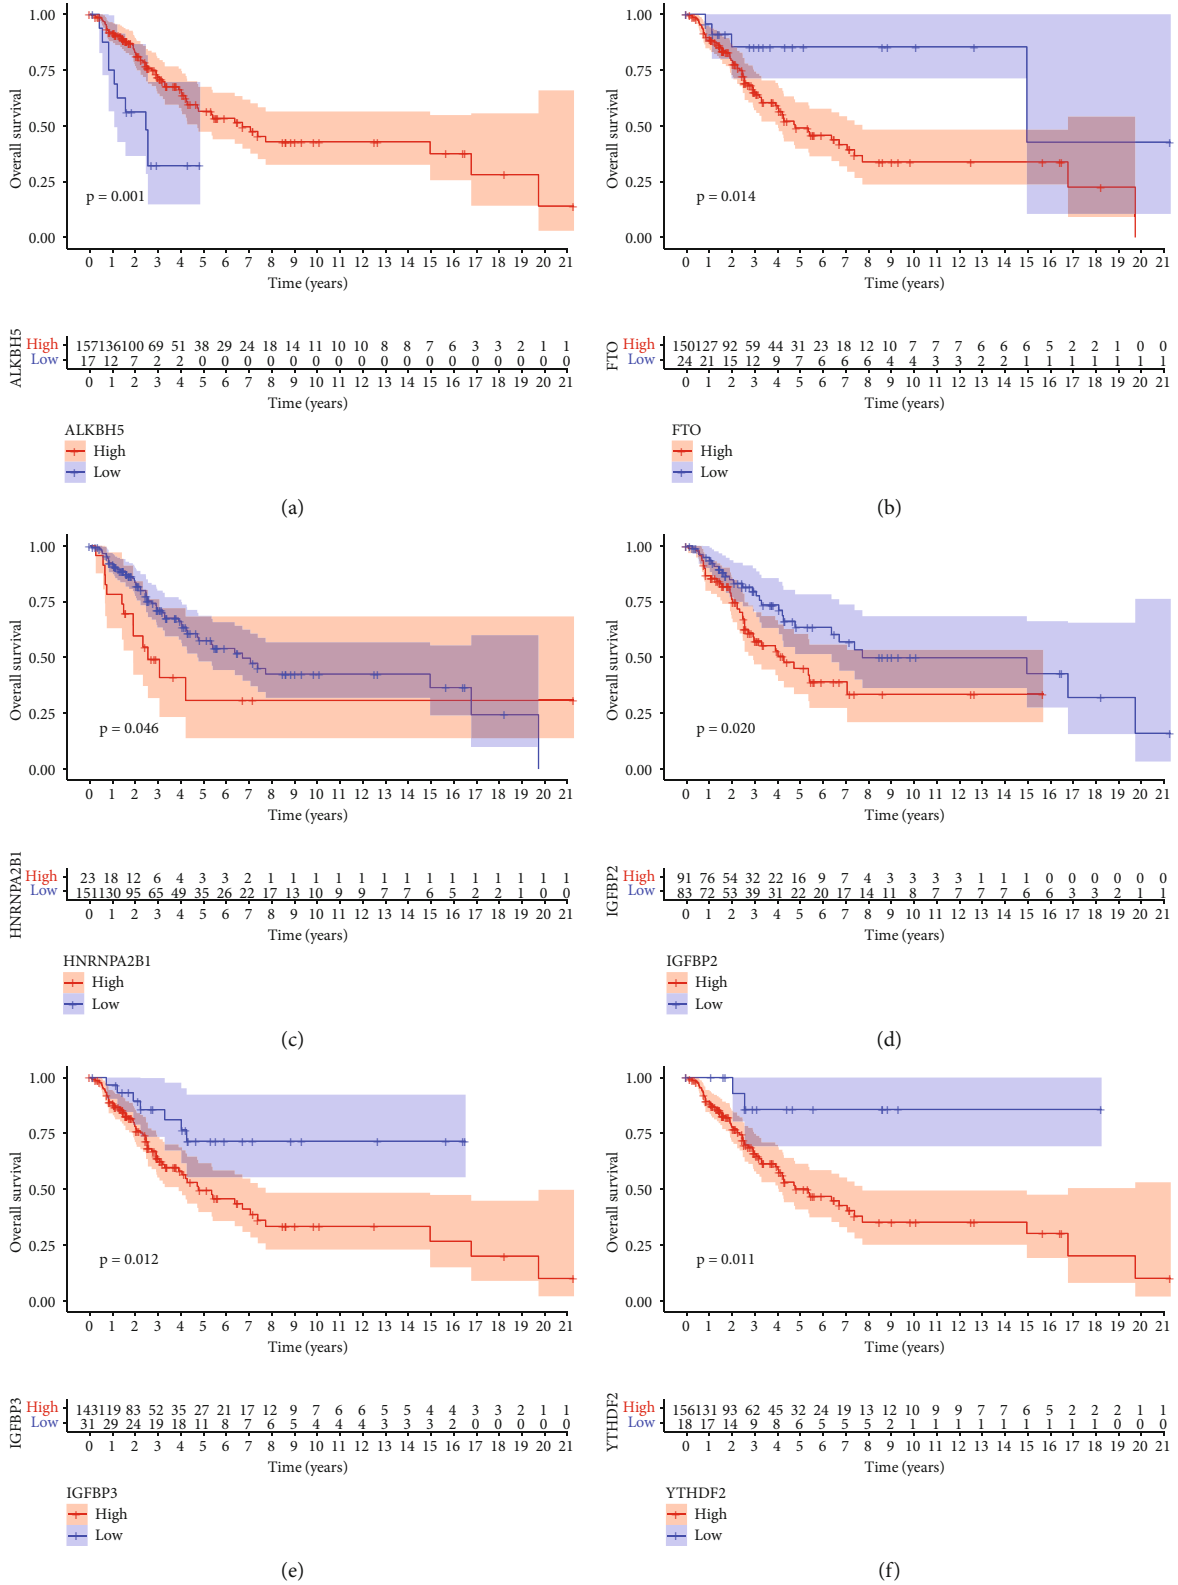 1.00
0.75
0.50
0.25
0.00
Overall survival
p = 0.001
0 1 2 3 4 5 6 7 8 9 10 11 12 13 14 15 16 17 18 19 20 21
Time (years)
ALKBH5
High 157 136 100 69 51 38 29 24 18 14 11 10 10 8 8 7 6 3 3 2 1 1
Low 17 12 7 2 2 0 0 0 0 0 0 0 0 0 0 0 0 0 0 0 0 0
0 1 2 3 4 5 6 7 8 9 10 11 12 13 14 15 16 17 18 19 20 21
Time (years)
ALKBH5
High
Low
(a)
1.00
0.75
0.50
0.25
0.00
Overall survival
p = 0.014
0 1 2 3 4 5 6 7 8 9 10 11 12 13 14 15 16 17 18 19 20 21
Time (years)
FTO
High 150 127 92 59 44 31 23 18 12 10 7 7 7 6 6 6 5 2 2 1 0 0
Low 24 21 15 12 9 7 6 6 6 4 4 3 3 2 2 1 1 1 1 1 1 1
0 1 2 3 4 5 6 7 8 9 10 11 12 13 14 15 16 17 18 19 20 21
Time (years)
FTO
High
Low
(b)
1.00
0.75
0.50
0.25
0.00
Overall survival
p = 0.046
0 1 2 3 4 5 6 7 8 9 10 11 12 13 14 15 16 17 18 19 20 21
Time (years)
HNRNPA2B1
High 23 18 12 6 4 3 3 2 1 1 1 1 1 1 1 1 1 1 1 1 1 1
Low 151 130 95 65 49 35 26 22 17 13 10 9 9 7 7 6 5 2 2 1 0 0
0 1 2 3 4 5 6 7 8 9 10 11 12 13 14 15 16 17 18 19 20 21
Time (years)
HNRNPA2B1
High
Low
(c)
1.00
0.75
0.50
0.25
0.00
Overall survival
p = 0.020
0 1 2 3 4 5 6 7 8 9 10 11 12 13 14 15 16 17 18 19 20 21
Time (years)
IGFBP2
High 91 76 54 32 22 16 9 7 4 3 3 3 3 1 1 1 0 0 0 0 0 0
Low 83 72 53 39 31 22 20 17 14 11 8 7 7 7 7 6 6 3 3 2 1 1
0 1 2 3 4 5 6 7 8 9 10 11 12 13 14 15 16 17 18 19 20 21
Time (years)
IGFBP2
High
Low
(d)
1.00
0.75
0.50
0.25
0.00
Overall survival
p = 0.012
0 1 2 3 4 5 6 7 8 9 10 11 12 13 14 15 16 17 18 19 20 21
Time (years)
IGFBP3
High 143 119 83 52 35 27 21 17 12 9 7 6 6 5 5 4 4 3 3 2 1 1
Low 31 29 24 19 18 11 8 7 6 5 4 4 4 3 3 3 2 0 0 0 0 0
0 1 2 3 4 5 6 7 8 9 10 11 12 13 14 15 16 17 18 19 20 21
Time (years)
IGFBP3
High
Low
(e)
1.00
0.75
0.50
0.25
0.00
Overall survival
p = 0.011
0 1 2 3 4 5 6 7 8 9 10 11 12 13 14 15 16 17 18 19 20 21
Time (years)
YTHDF2
High 156 131 93 62 45 32 24 19 13 12 10 9 9 7 7 6 5 2 2 2 1 1
Low 18 17 14 9 8 6 5 5 5 2 1 1 1 1 1 1 1 1 1 0 0 0
0 1 2 3 4 5 6 7 8 9 10 11 12 13 14 15 16 17 18 19 20 21
Time (years)
YTHDF2
High
Low
(f)